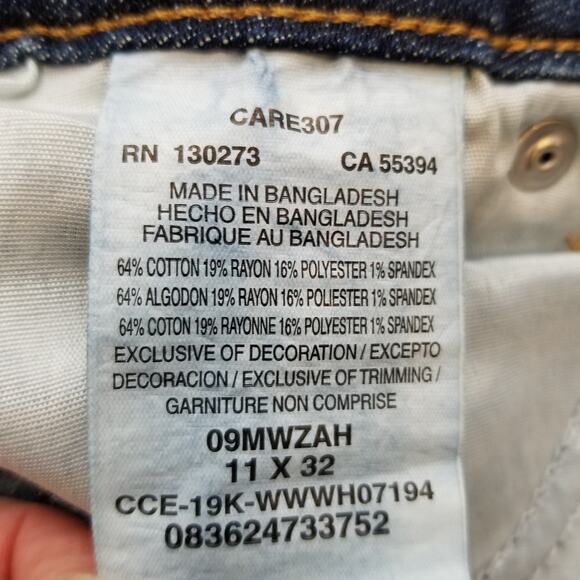 CARE307
RN 130273 CA 55394
MADE IN BANGLADESH
HECHO EN BANGLADESH
FABRIQUE AU BANGLADESH
64% COTTON 19% RAYON 16% POLYESTER 1% SPANDEX
64% ALGODON 19% RAYON 16% POLIESTER 1% SPANDEX
64% COTON 19% RAYONNE 16% POLYESTER 1% SPANDEX
EXCLUSIVE OF DECORATION / EXCEPTO
DECORACION / EXCLUSIVE OF TRIMMING /
GARNITURE NON COMPRISE
09MWZAH
11 X 32
CCE-19K-WWWH07194
083624733752